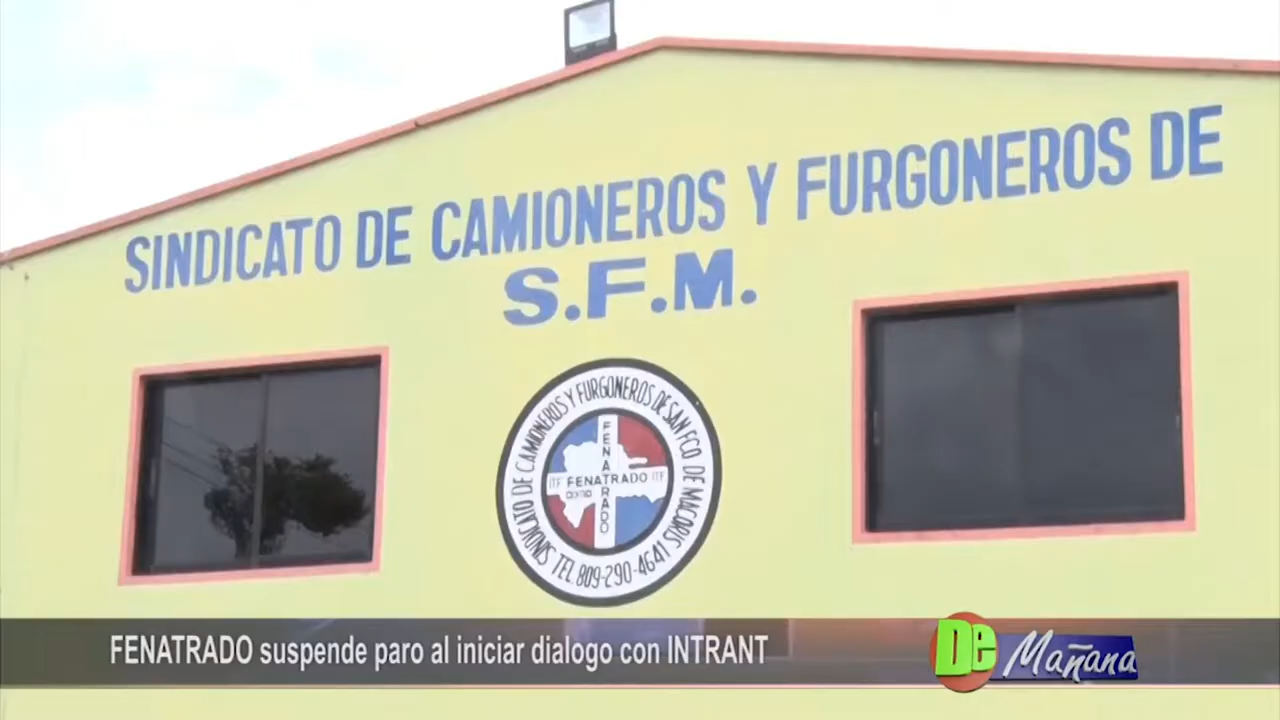 SINDICATO DE CAMIONEROS Y FURGONEROS DE
S.F.M.
SINDICATO DE CAMIONEROS Y FURGONEROS DE SAN FCO DE MACORIS
FENATRADO
ITF FENATRADO ITF
TEL 809-290-4641
FENATRADO suspende paro al iniciar dialogo con INTRANT
De Mañana